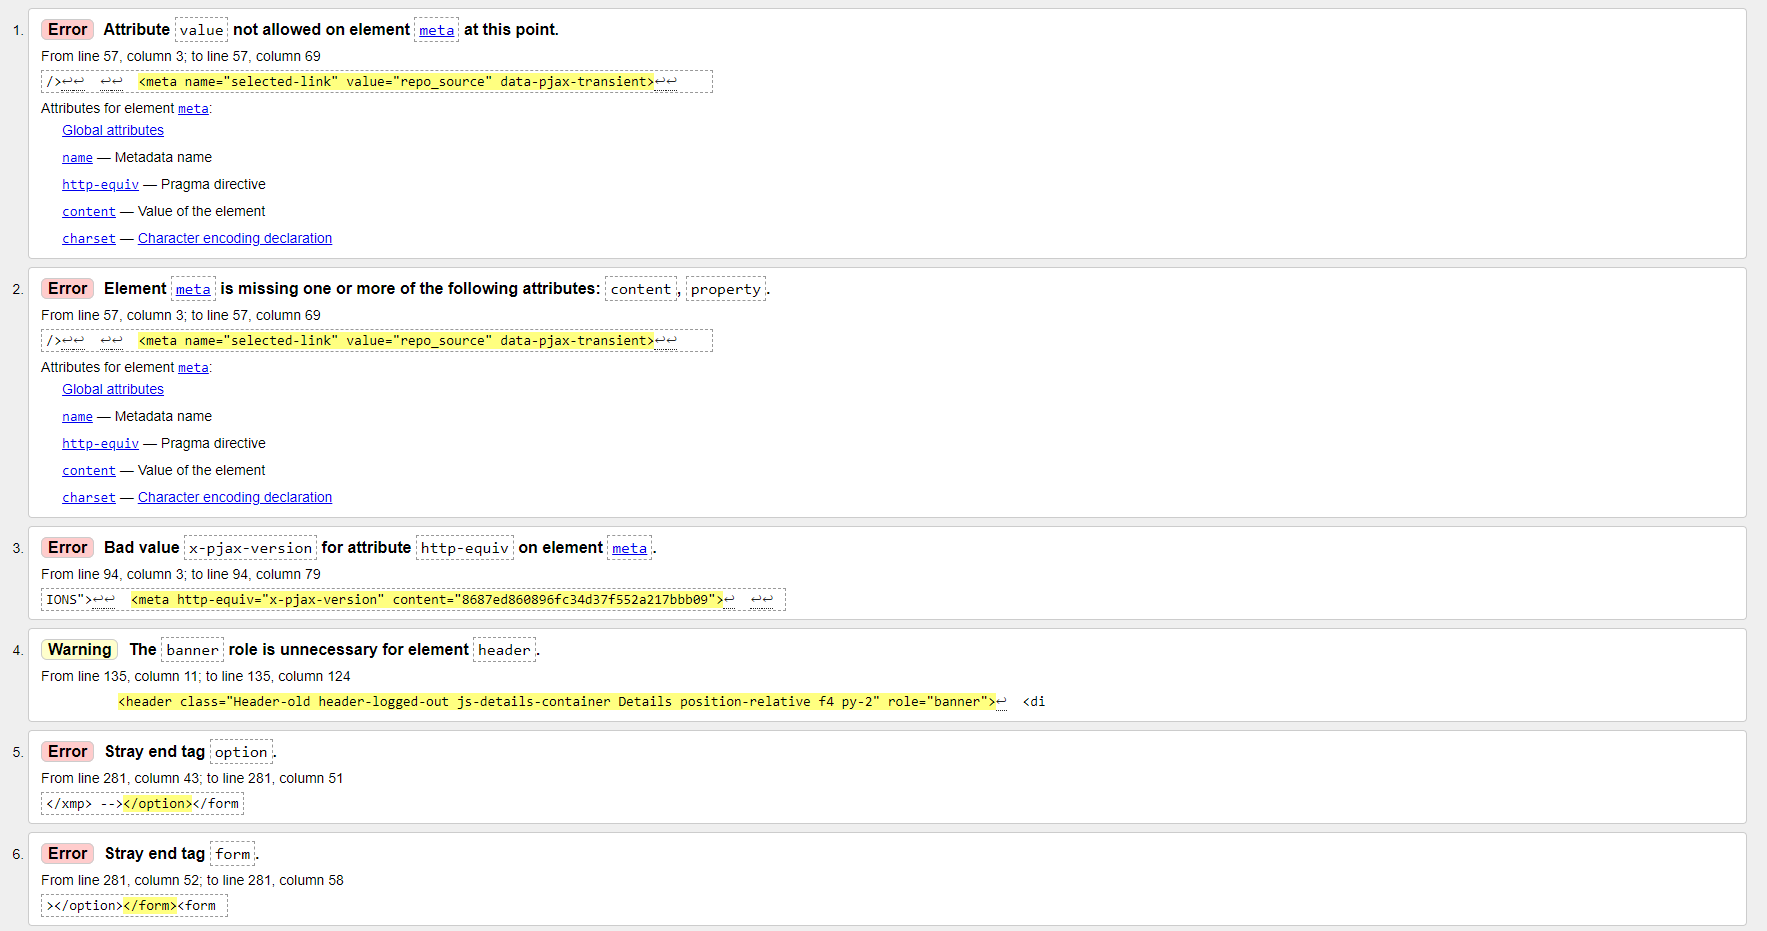 1. Error Attribute value not allowed on element meta at this point.
From line 57, column 3; to line 57, column 69
/>↩↩  ↩↩  <meta name="selected-link" value="repo_source" data-pjax-transient>↩↩
Attributes for element meta:
Global attributes
name — Metadata name
http-equiv — Pragma directive
content — Value of the element
charset — Character encoding declaration
2. Error Element meta is missing one or more of the following attributes: content, property.
From line 57, column 3; to line 57, column 69
/>↩↩  ↩↩  <meta name="selected-link" value="repo_source" data-pjax-transient>↩↩
Attributes for element meta:
Global attributes
name — Metadata name
http-equiv — Pragma directive
content — Value of the element
charset — Character encoding declaration
3. Error Bad value x-pjax-version for attribute http-equiv on element meta.
From line 94, column 3; to line 94, column 79
IONS">↩↩  <meta http-equiv="x-pjax-version" content="8687ed860896fc34d37f552a217bbb09">↩  ↩↩
4. Warning The banner role is unnecessary for element header.
From line 135, column 11; to line 135, column 124
<header class="Header-old header-logged-out js-details-container Details position-relative f4 py-2" role="banner">↩  <di
5. Error Stray end tag option.
From line 281, column 43; to line 281, column 51
</xmp> --></option></form
6. Error Stray end tag form.
From line 281, column 52; to line 281, column 58
></option></form><form